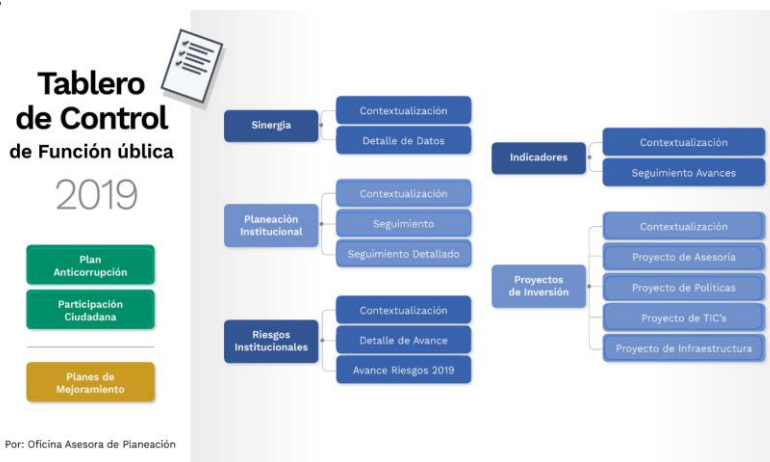 Tablero
de Control
de Función ública
2019
Plan
Anticorrupción
Participación
Ciudadana
Planes de
Mejoramiento
Por: Oficina Asesora de Planeación
Sinergia
Contextualización
Detalle de Datos
Planeación
Institucional
Contextualización
Seguimiento
Seguimiento Detallado
Riesgos
Institucionales
Contextualización
Detalle de Avance
Avance Riesgos 2019
Indicadores
Contextualización
Seguimiento Avances
Proyectos
de Inversión
Contextualización
Proyecto de Asesoría
Proyecto de Políticas
Proyecto de TIC's
Proyecto de Infraestructura